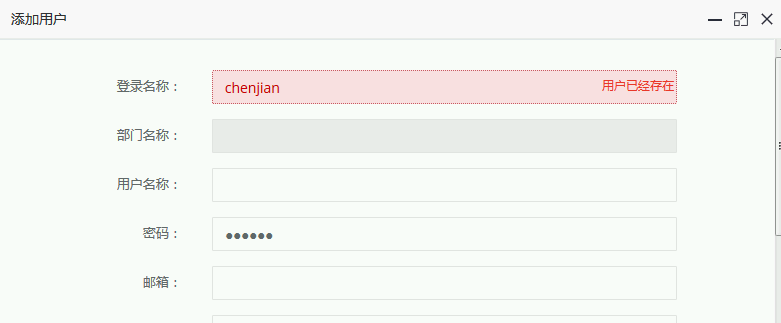 添加用户
登录名称：
chenjian
用户已经存在
部门名称：
用户名称：
密码：
●●●●●●
邮箱：